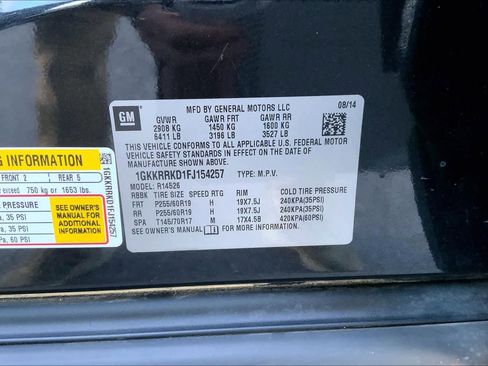 GM
MFD BY GENERAL MOTORS LLC 08/14
GVWR GAWR FRT GAWR RR
2908 KG 1450 KG 1600 KG
6411 LB 3196 LB 3527 LB
THIS VEHICLE CONFORMS TO ALL APPLICABLE U.S. FEDERAL MOTOR
VEHICLE SAFETY STANDARDS IN EFFECT ON THE DATE OF
MANUFACTURE SHOWN ABOVE.
1GKKRRKD1FJ154257 TYPE: M.P.V.
MODEL: R14526
RBBK TIRE SIZE SPEED RTG RIM COLD TIRE PRESSURE
FRT P255/60R19 H 19X7.5J 240KPA(35PSI)
RR P255/60R19 H 19X7.5J 240KPA(35PSI)
SPA T145/70R17 M 17X4.5B 420KPA(60PSI)
SEE OWNER'S MANUAL FOR MORE INFORMATION.
G INFORMATION
FRONT 2 REAR 5
exceed 750 kg or 1653 lbs.
PRESSURE
a, 35 PSI
a, 35 PSI
PA, 60 PSI
SEE OWNER'S
MANUAL FOR
ADDITIONAL
INFORMATION
1GKKRRKD1FJ154257